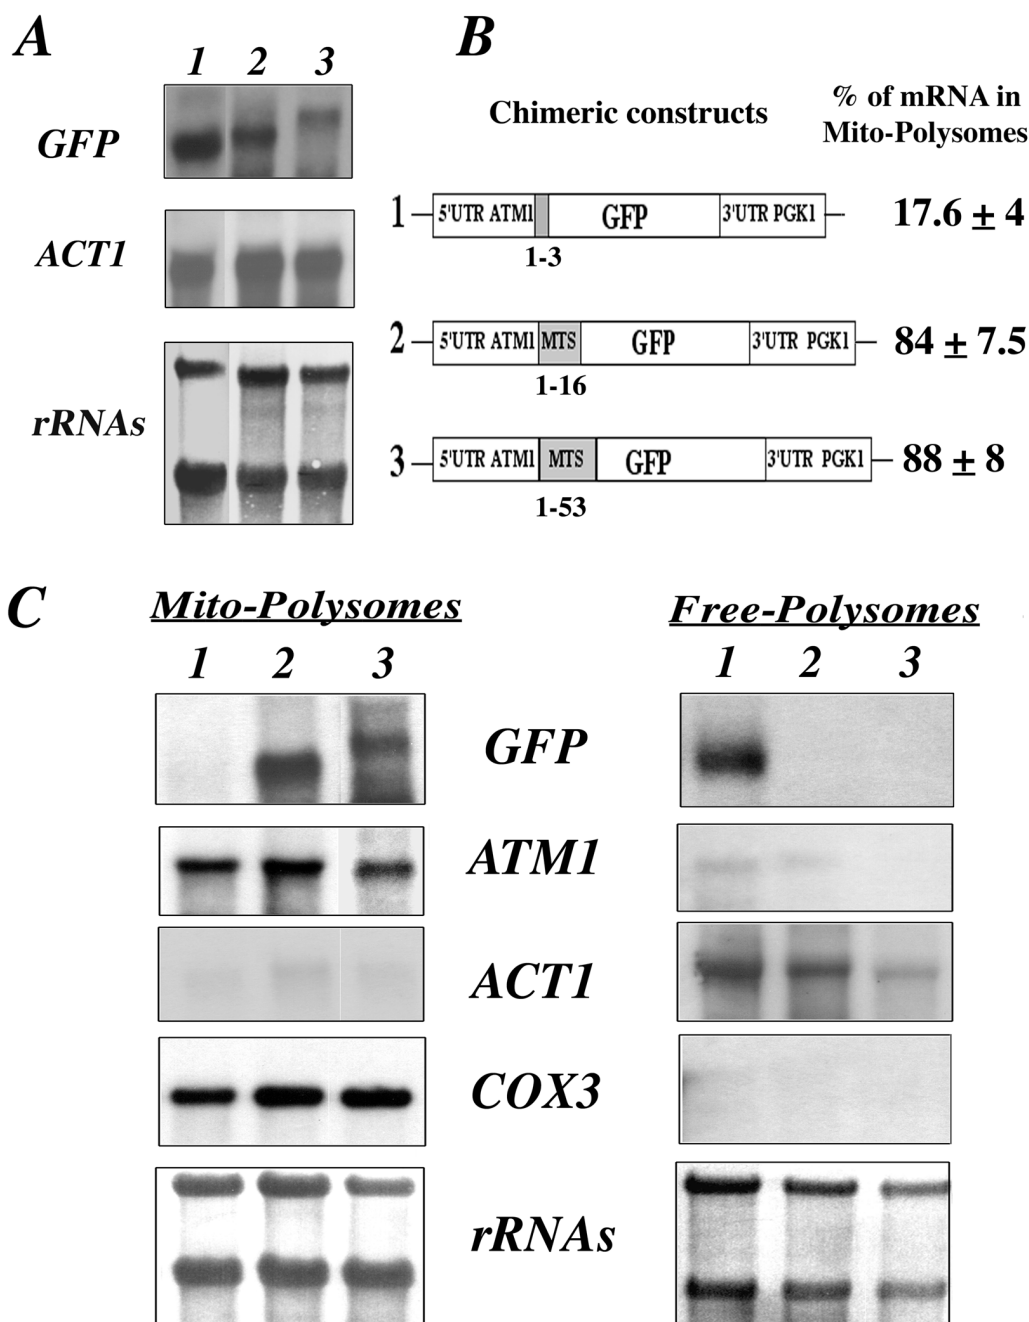 A
1 2 3
GFP
ACT1
rRNAs
B
Chimeric constructs
% of mRNA in
Mito-Polysomes
1 5'UTR ATM1 GFP 3'UTR PGK1 17.6 ± 4
1-3
2 5'UTR ATM1 MTS GFP 3'UTR PGK1 84 ± 7.5
1-16
3 5'UTR ATM1 MTS GFP 3'UTR PGK1 88 ± 8
1-53
C
Mito-Polysomes Free-Polysomes
1 2 3 1 2 3
GFP
ATM1
ACT1
COX3
rRNAs